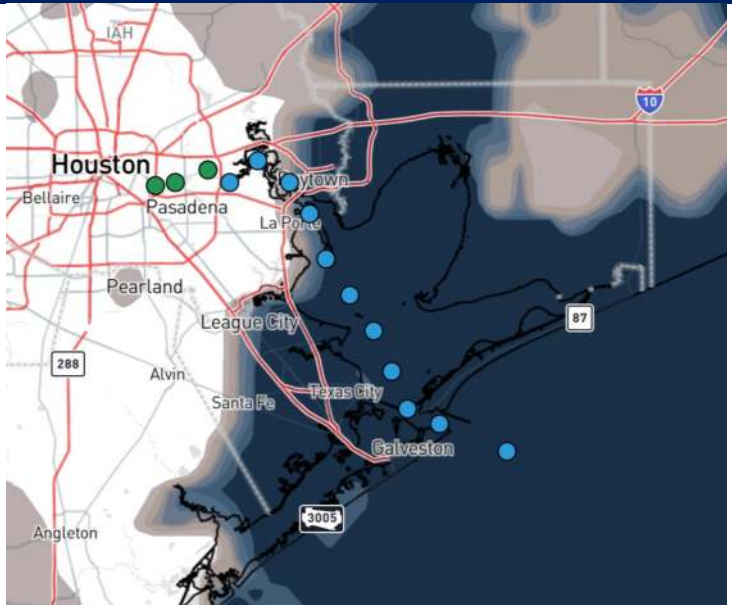 IAH
10
Houston
Baytown
Bellaire
Pasadena
La Porte
Pearland
League City
87
288
Alvin
Texas City
Santa Fe
Galveston
3005
Angleton